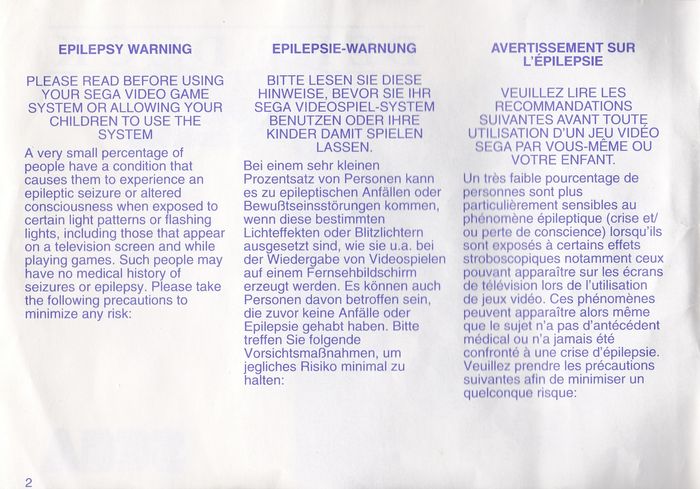 EPILEPSY WARNING
PLEASE READ BEFORE USING
YOUR SEGA VIDEO GAME
SYSTEM OR ALLOWING YOUR
CHILDREN TO USE THE
SYSTEM
A very small percentage of
people have a condition that
causes them to experience an
epileptic seizure or altered
consciousness when exposed to
certain light patterns or flashing
lights, including those that appear
on a television screen and while
playing games. Such people may
have no medical history of
seizures or epilepsy. Please take
the following precautions to
minimize any risk:
EPILEPSIE-WARNUNG
BITTE LESEN SIE DIESE
HINWEISE, BEVOR SIE IHR
SEGA VIDEOSPIEL-SYSTEM
BENUTZEN ODER IHRE
KINDER DAMIT SPIELEN
LASSEN.
Bei einem sehr kleinen
Prozentsatz von Personen kann
es zu epileptischen Anfällen oder
Bewußtseinsstörungen kommen,
wenn diese bestimmten
Lichteffekten oder Blitzlichtern
ausgesetzt sind, wie sie u.a. bei
der Wiedergabe von Videospielen
auf einem Fernsehbildschirm
erzeugt werden. Es können auch
Personen davon betroffen sein,
die zuvor keine Anfälle oder
Epilepsie gehabt haben. Bitte
treffen Sie folgende
Vorsichtsmaßnahmen, um
jegliches Risiko minimal zu
halten:
AVERTISSEMENT SUR
L'ÉPILEPSIE
VEUILLEZ LIRE LES
RECOMMANDATIONS
SUIVANTES AVANT TOUTE
UTILISATION D'UN JEU VIDÉO
SEGA PAR VOUS-MÊME OU
VOTRE ENFANT.
Un très faible pourcentage de
personnes sont plus
particulièrement sensibles au
phénomène épileptique (crise et/
ou perte de conscience) lorsqu'ils
sont exposés à certains effets
stroboscopiques notamment ceux
pouvant apparaître sur les écrans
de télévision lors de l'utilisation
de jeux vidéo. Ces phénomènes
peuvent apparaître alors même
que le sujet n'a pas d'antécédent
médical ou n'a jamais été
confronté à une crise d'épilepsie.
Veuillez prendre les précautions
suivantes afin de minimiser un
quelconque risque:
2